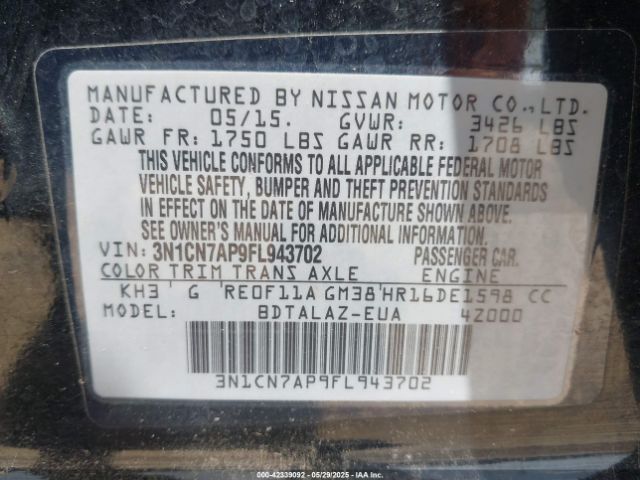 MANUFACTURED BY NISSAN MOTOR CO.,LTD.
DATE: 05/15. GVWR: 3426 LBS
GAWR FR: 1750 LBS GAWR RR: 1708 LBS
THIS VEHICLE CONFORMS TO ALL APPLICABLE FEDERAL MOTOR
VEHICLE SAFETY, BUMPER AND THEFT PREVENTION STANDARDS
IN EFFECT ON THE DATE OF MANUFACTURE SHOWN ABOVE.
SEE OWNER'S MANUAL FOR ADDITIONAL INFORMATION.
VIN: 3N1CN7AP9FL943702 PASSENGER CAR.
COLOR TRIM TRANS AXLE ENGINE
KH3 G RE0F11A GM38 HR16DE1598 CC
MODEL: BDTALAZ-EUA 4Z000
3N1CN7AP9FL943702
000-42339092 - 05/29/2025 - IAA, Inc.